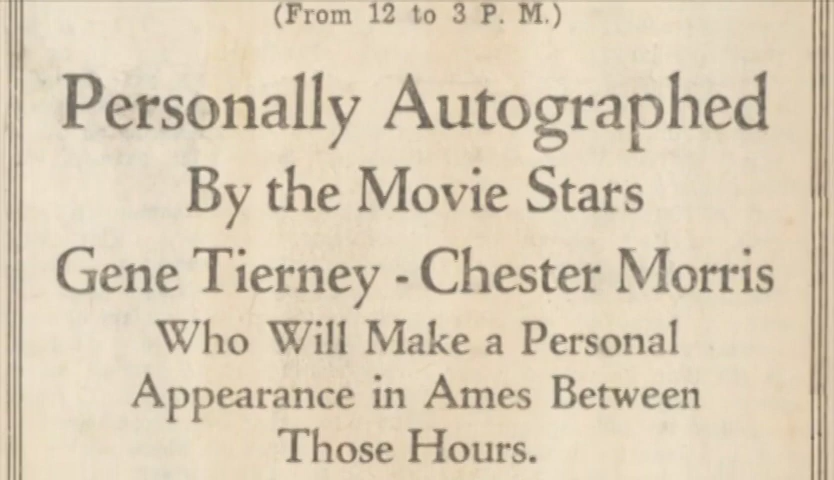 (From 12 to 3 P. M.)
Personally Autographed
By the Movie Stars
Gene Tierney - Chester Morris
Who Will Make a Personal
Appearance in Ames Between
Those Hours.